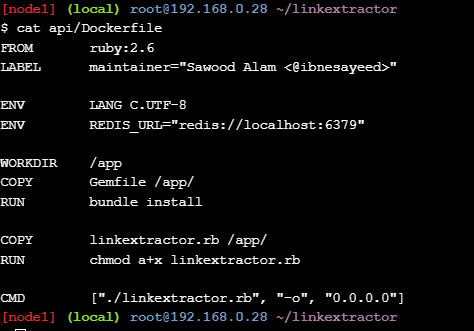 [node1] (local) root@192.168.0.28 ~/linkextractor
$ cat api/Dockerfile
FROM ruby:2.6
LABEL maintainer="Sawood Alam <@ibnesayeed>"
ENV LANG C.UTF-8
ENV REDIS_URL="redis://localhost:6379"
WORKDIR /app
COPY Gemfile /app/
RUN bundle install
COPY linkextractor.rb /app/
RUN chmod a+x linkextractor.rb
CMD ["./linkextractor.rb", "-o", "0.0.0.0"]
[node1] (local) root@192.168.0.28 ~/linkextractor